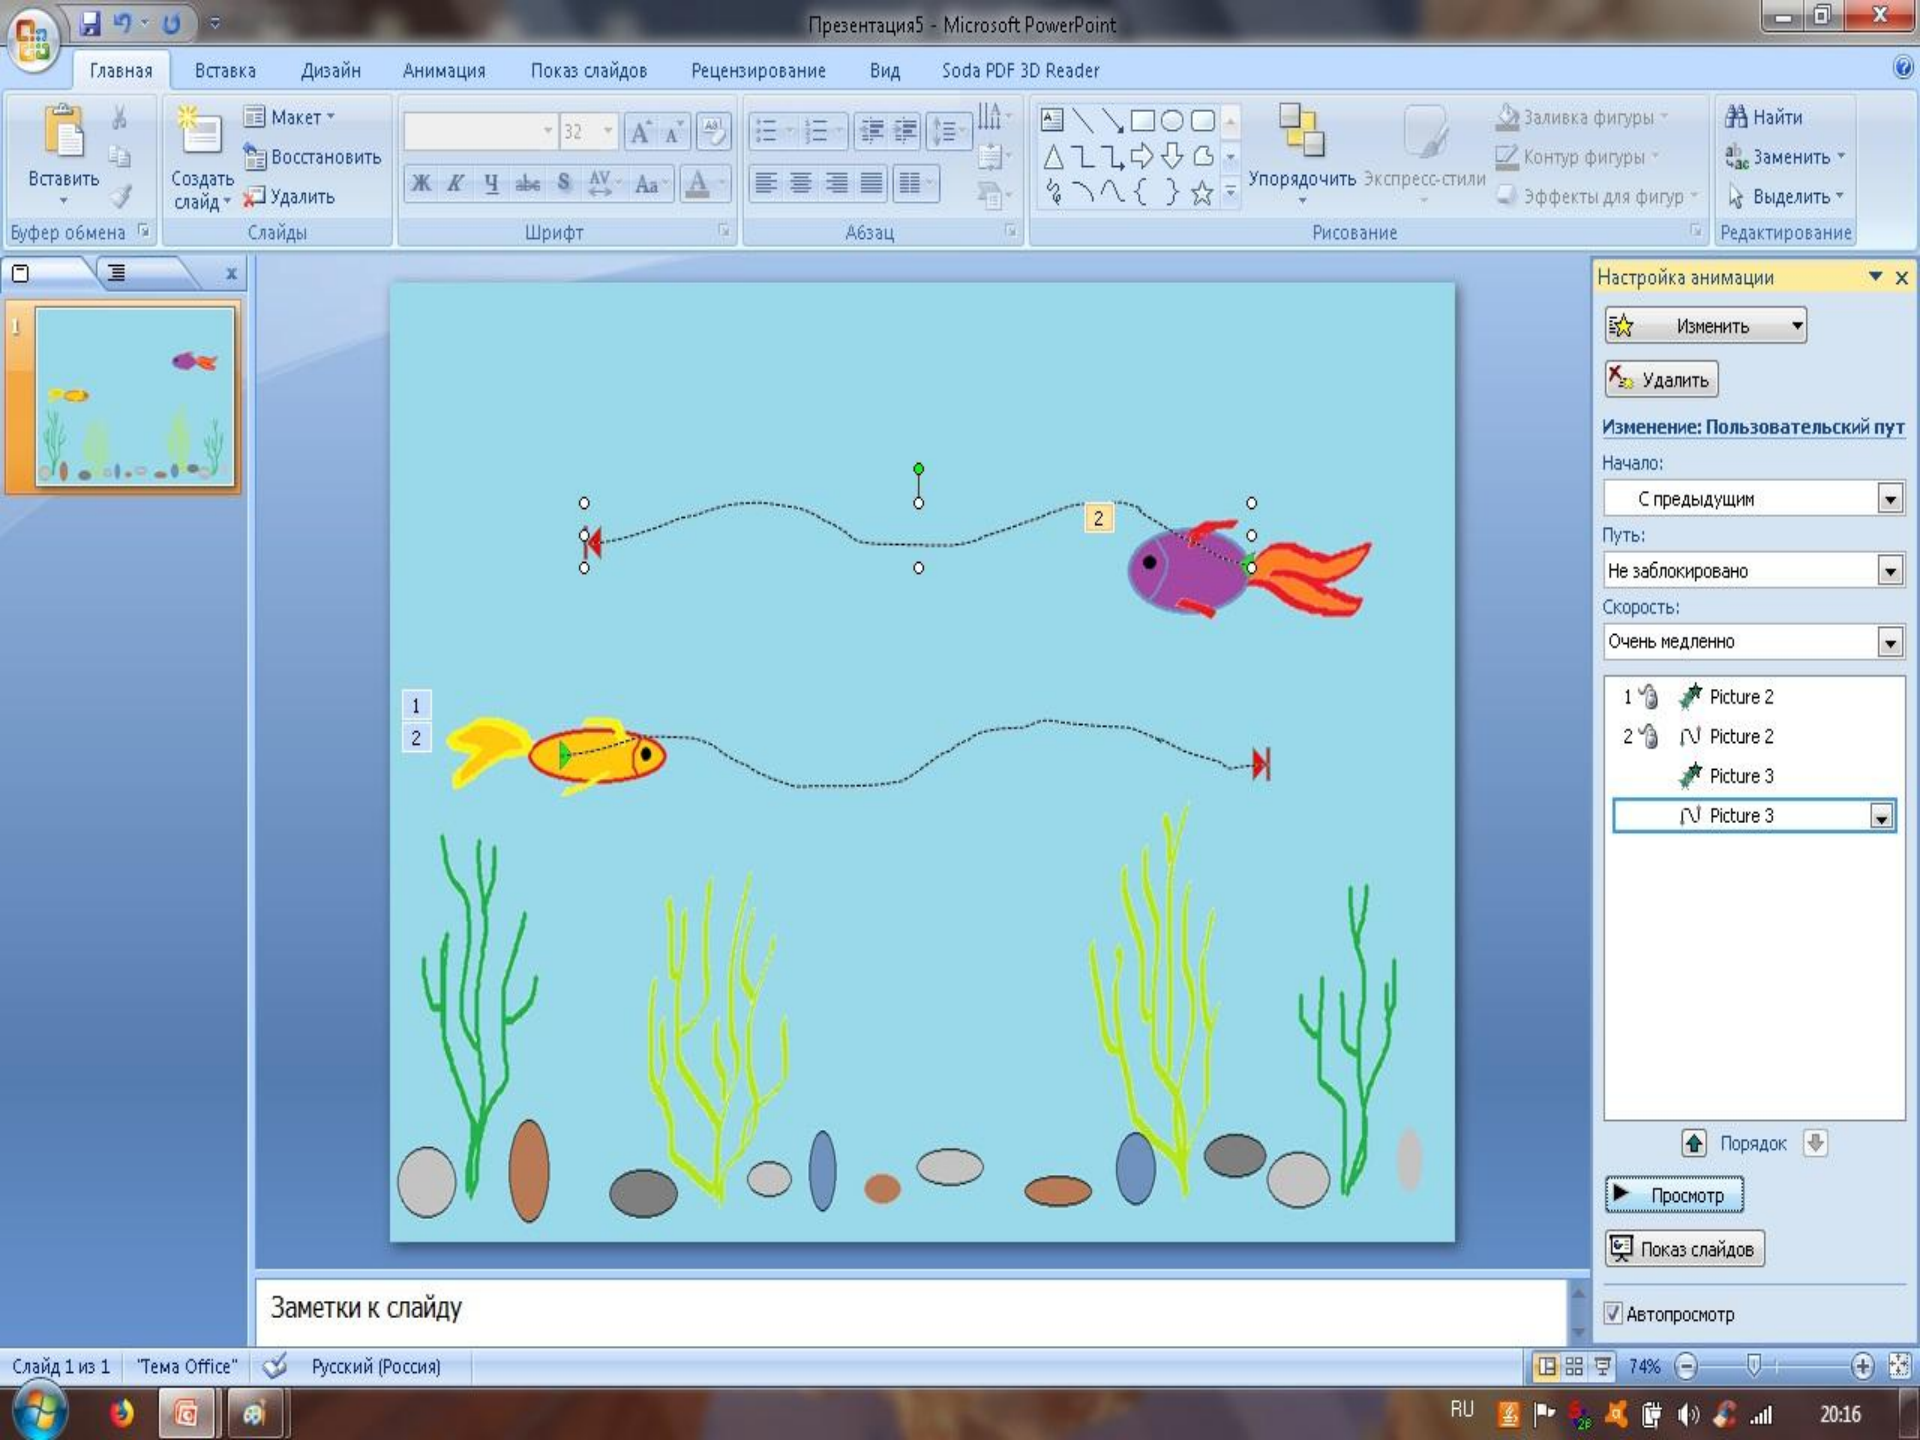 Презентация5 - Microsoft PowerPoint
Главная Вставка Дизайн Анимация Показ слайдов Рецензирование Вид Soda PDF 3D Reader
Вставить
Буфер обмена
Создать слайд
Макет
Восстановить
Удалить
Слайды
32
Ж К Ч abc S AV Aa A
Шрифт
Абзац
Упорядочить
Экспресс-стили
Заливка фигуры
Контур фигуры
Эффекты для фигур
Рисование
Найти
Заменить
Выделить
Редактирование
1
2
1
2
Настройка анимации
Изменить
Удалить
Изменение: Пользовательский пут
Начало:
С предыдущим
Путь:
Не заблокировано
Скорость:
Очень медленно
1 Picture 2
2 Picture 2
Picture 3
Picture 3
Порядок
Просмотр
Показ слайдов
Автопросмотр
Заметки к слайду
Слайд 1 из 1 "Тема Office" Русский (Россия) 74%
RU 20:16